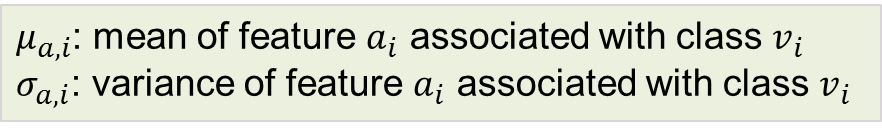 μₐ,ᵢ: mean of feature aᵢ associated with class vᵢ
σₐ,ᵢ: variance of feature aᵢ associated with class vᵢ